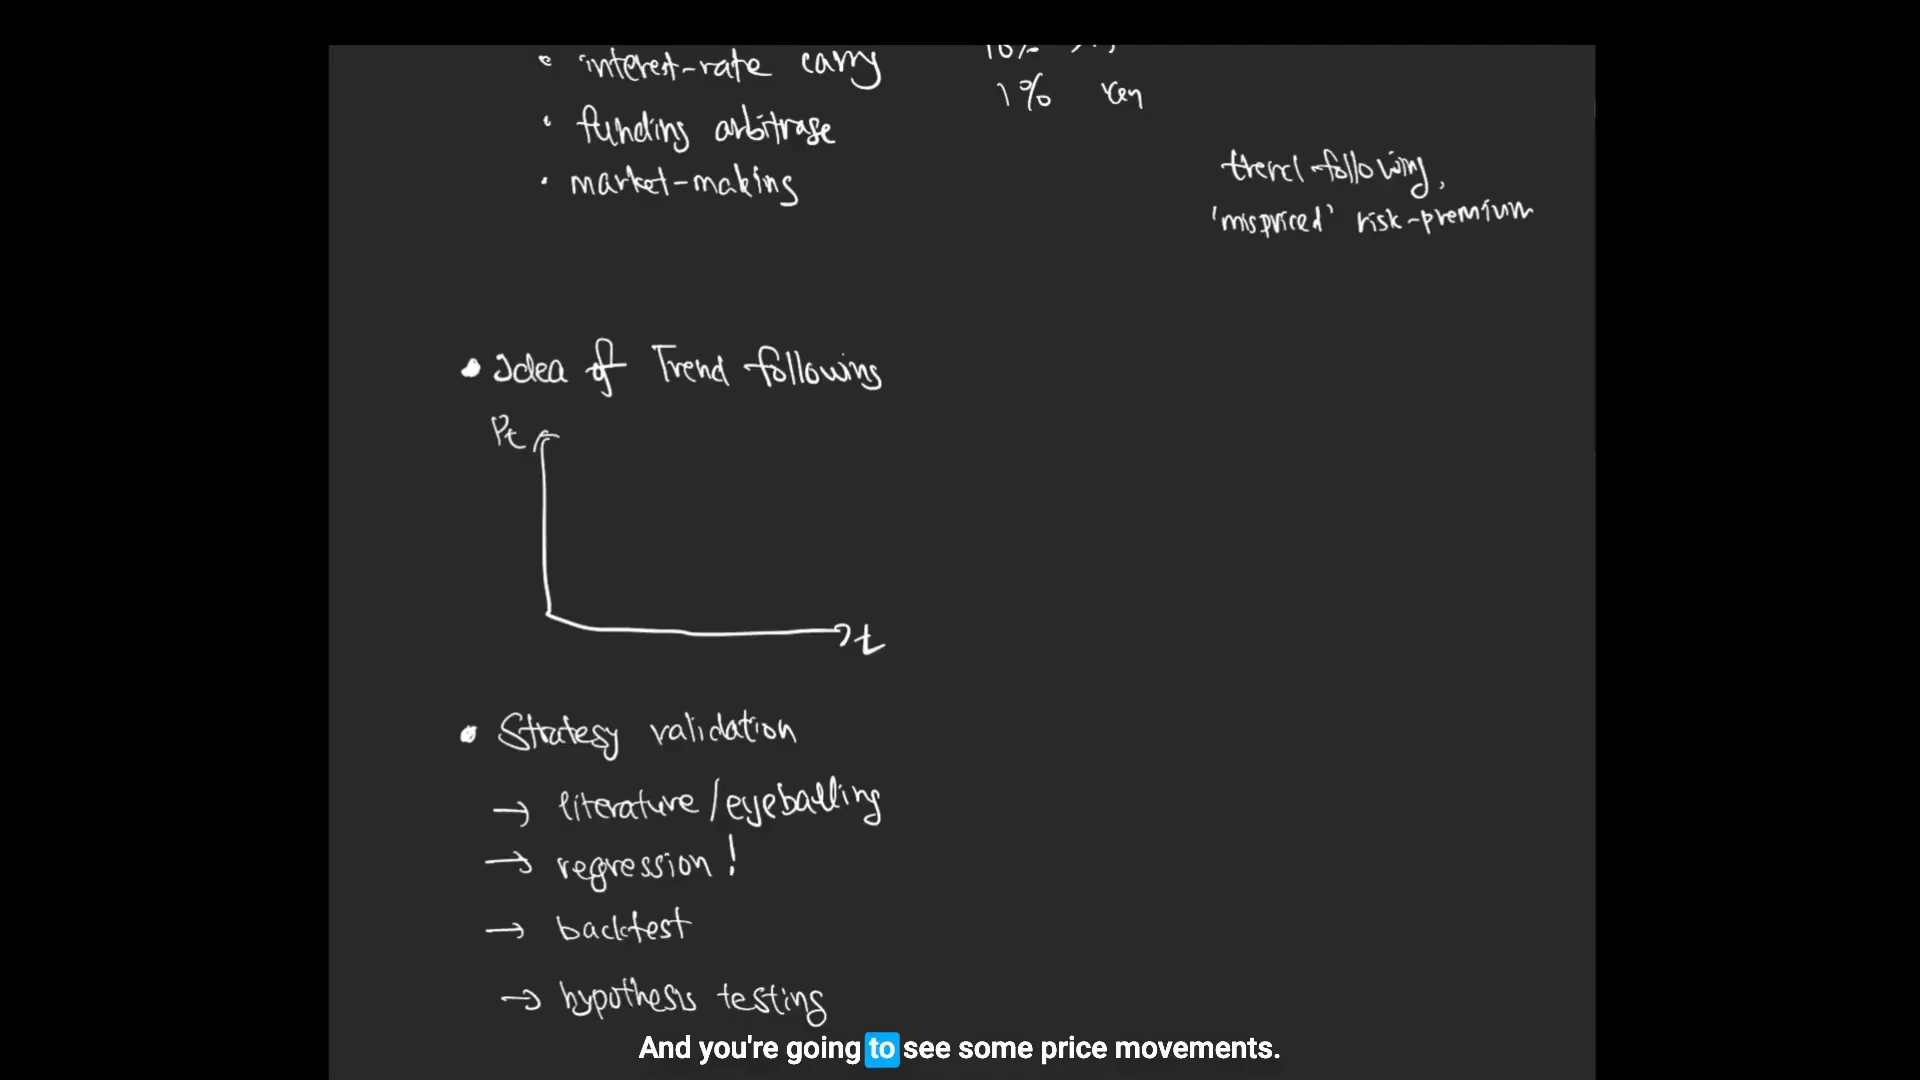 • interest-rate carry
10%
1% Yen
• funding arbitrage
• market-making
trend-following,
'mispriced' risk-premium
• Idea of Trend following
Pt
t
• Strategy validation
→ literature/eyeballing
→ regression!
→ backtest
→ hypothesis testing
And you're going to see some price movements.